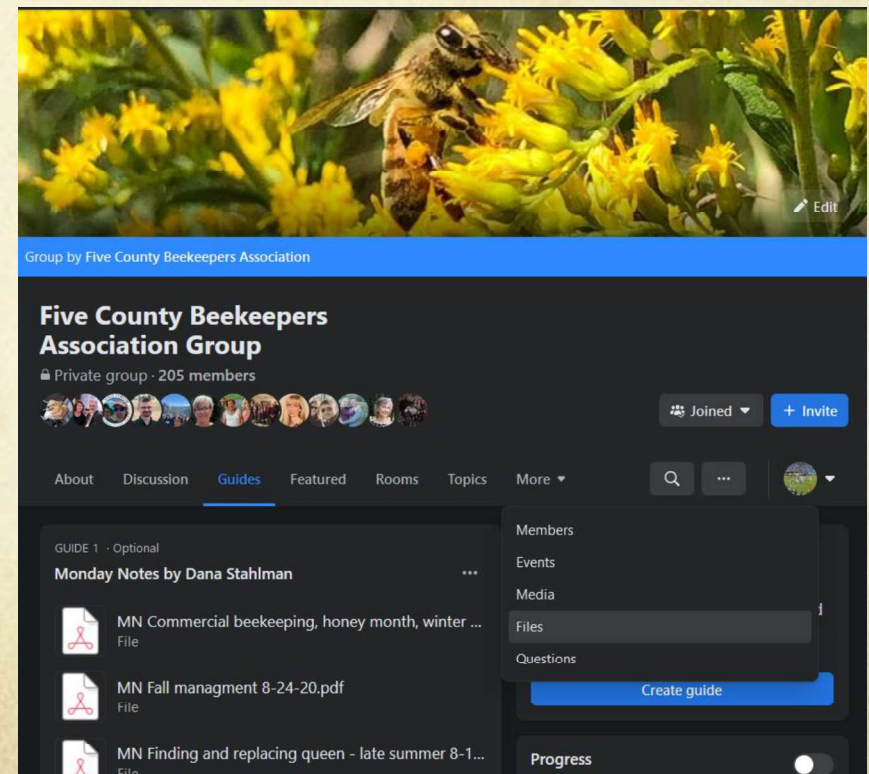 Edit
Group by Five County Beekeepers Association
Five County Beekeepers
Association Group
Private group · 205 members
Joined
+ Invite
About Discussion Guides Featured Rooms Topics More
GUIDE 1 · Optional
Monday Notes by Dana Stahlman
MN Commercial beekeeping, honey month, winter ...
File
MN Fall managment 8-24-20.pdf
File
MN Finding and replacing queen - late summer 8-1...
File
Members
Events
Media
Files
Questions
Create guide
Progress